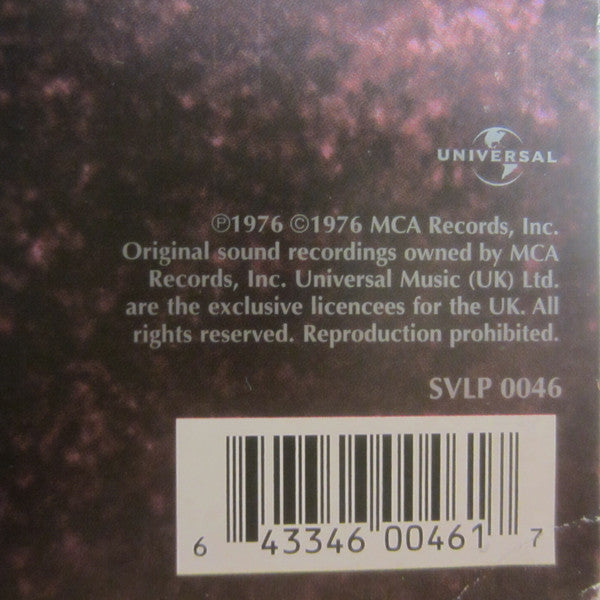 UNIVERSAL
℗1976 ©1976 MCA Records, Inc.
Original sound recordings owned by MCA
Records, Inc. Universal Music (UK) Ltd.
are the exclusive licencees for the UK. All
rights reserved. Reproduction prohibited.
SVLP 0046
6 43346 00461 7